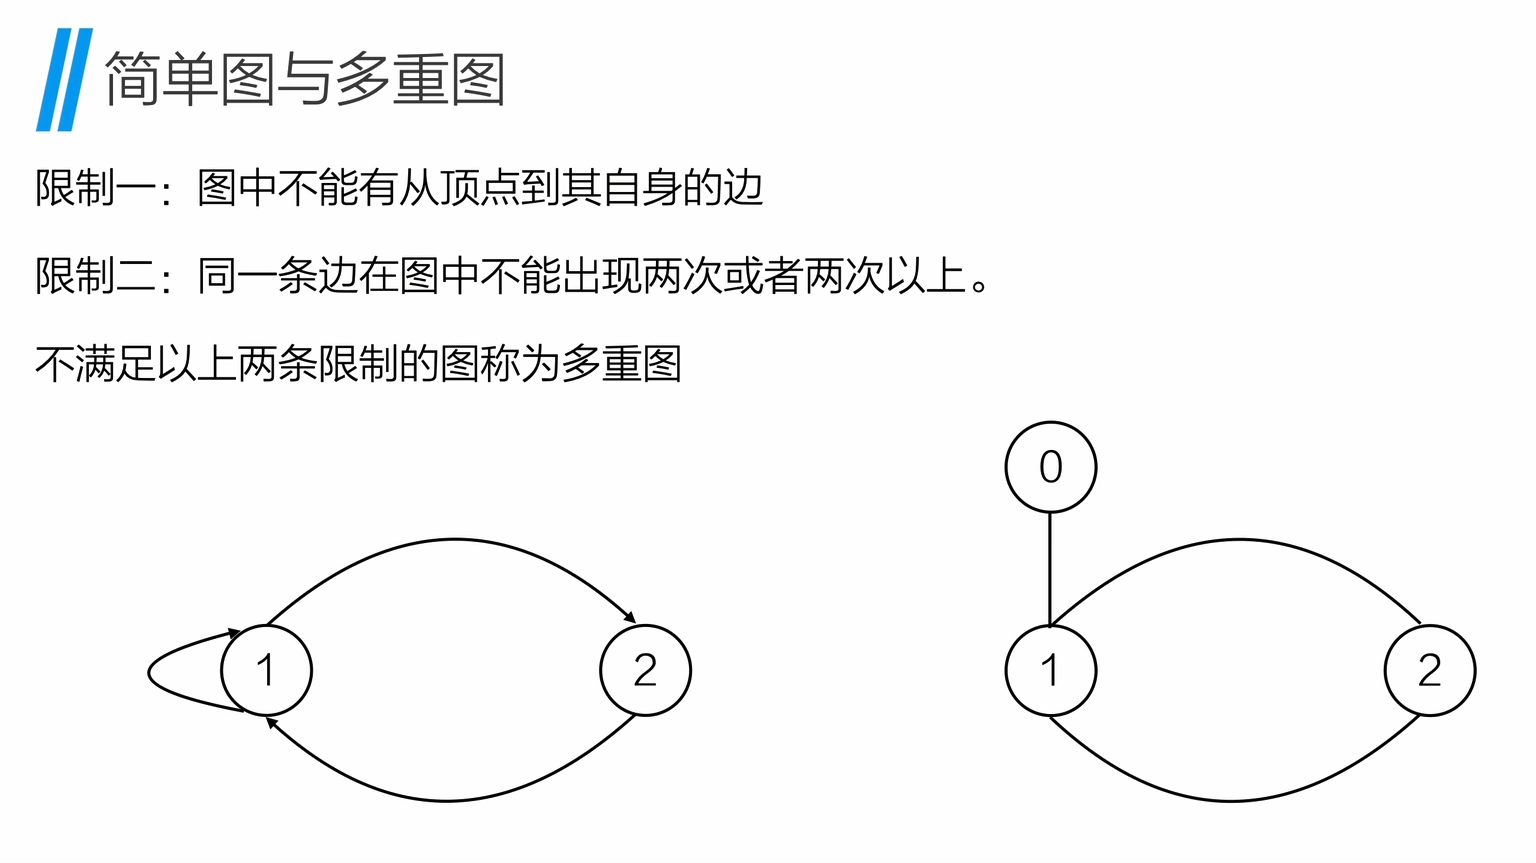 简单图与多重图
限制一：图中不能有从顶点到其自身的边
限制二：同一条边在图中不能出现两次或者两次以上。
不满足以上两条限制的图称为多重图
0
1
2
1
2